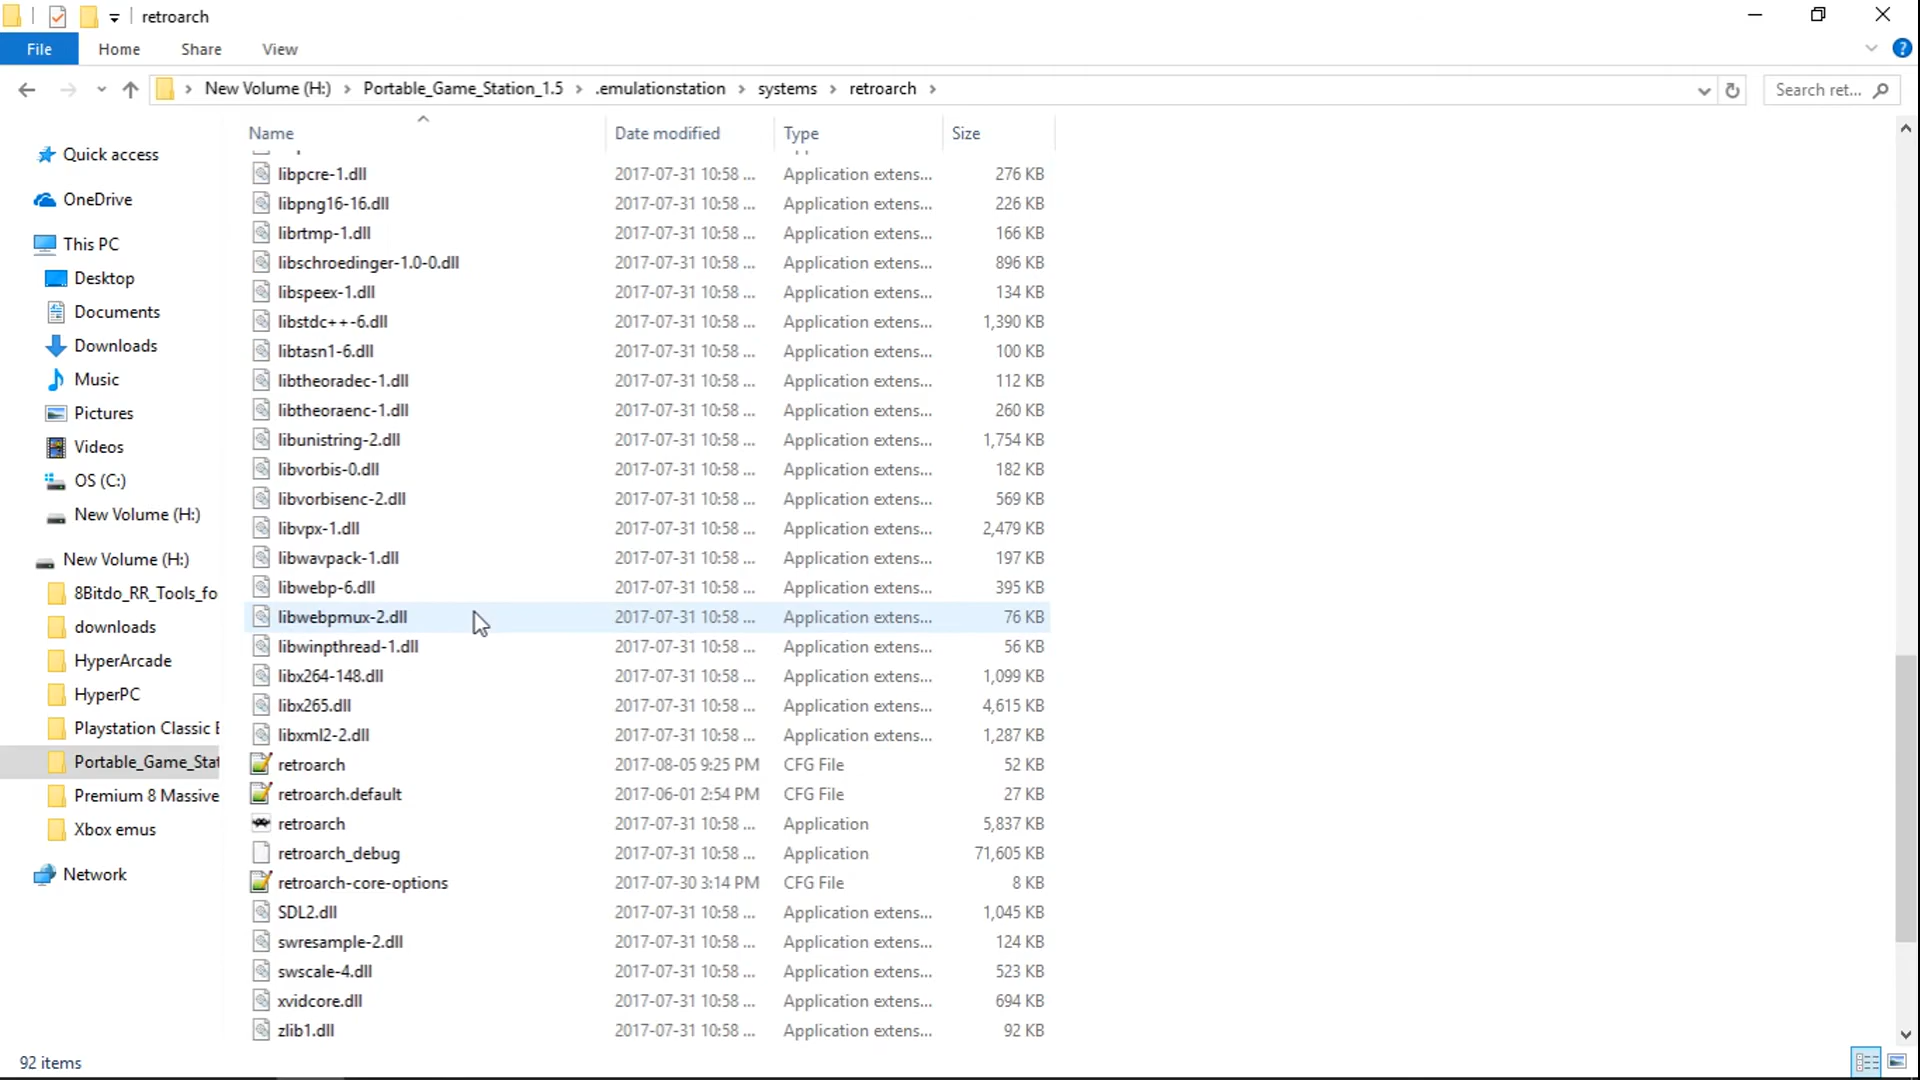 retroarch
File Home Share View
New Volume (H:) Portable_Game_Station_1.5 .emulationstation systems retroarch Search ret...
Name Date modified Type Size
Quick access
OneDrive
This PC
Desktop
Documents
Downloads
Music
Pictures
Videos
OS (C:)
New Volume (H:)
New Volume (H:)
8Bitdo_RR_Tools_fo
downloads
HyperArcade
HyperPC
Playstation Classic E
Portable_Game_Stat
Premium 8 Massive
Xbox emus
Network
libpcre-1.dll 2017-07-31 10:58 ... Application extens... 276 KB
libpng16-16.dll 2017-07-31 10:58 ... Application extens... 226 KB
librtmp-1.dll 2017-07-31 10:58 ... Application extens... 166 KB
libschroedinger-1.0-0.dll 2017-07-31 10:58 ... Application extens... 896 KB
libspeex-1.dll 2017-07-31 10:58 ... Application extens... 134 KB
libstdc++-6.dll 2017-07-31 10:58 ... Application extens... 1,390 KB
libtasn1-6.dll 2017-07-31 10:58 ... Application extens... 100 KB
libtheoradec-1.dll 2017-07-31 10:58 ... Application extens... 112 KB
libtheoraenc-1.dll 2017-07-31 10:58 ... Application extens... 260 KB
libunistring-2.dll 2017-07-31 10:58 ... Application extens... 1,754 KB
libvorbis-0.dll 2017-07-31 10:58 ... Application extens... 182 KB
libvorbisenc-2.dll 2017-07-31 10:58 ... Application extens... 569 KB
libvpx-1.dll 2017-07-31 10:58 ... Application extens... 2,479 KB
libwavpack-1.dll 2017-07-31 10:58 ... Application extens... 197 KB
libwebp-6.dll 2017-07-31 10:58 ... Application extens... 395 KB
libwebpmux-2.dll 2017-07-31 10:58 ... Application extens... 76 KB
libwinpthread-1.dll 2017-07-31 10:58 ... Application extens... 56 KB
libx264-148.dll 2017-07-31 10:58 ... Application extens... 1,099 KB
libx265.dll 2017-07-31 10:58 ... Application extens... 4,615 KB
libxml2-2.dll 2017-07-31 10:58 ... Application extens... 1,287 KB
retroarch 2017-08-05 9:25 PM CFG File 52 KB
retroarch.default 2017-06-01 2:54 PM CFG File 27 KB
retroarch 2017-07-31 10:58 ... Application 5,837 KB
retroarch_debug 2017-07-31 10:58 ... Application 71,605 KB
retroarch-core-options 2017-07-30 3:14 PM CFG File 8 KB
SDL2.dll 2017-07-31 10:58 ... Application extens... 1,045 KB
swresample-2.dll 2017-07-31 10:58 ... Application extens... 124 KB
swscale-4.dll 2017-07-31 10:58 ... Application extens... 523 KB
xvidcore.dll 2017-07-31 10:58 ... Application extens... 694 KB
zlib1.dll 2017-07-31 10:58 ... Application extens... 92 KB
92 items